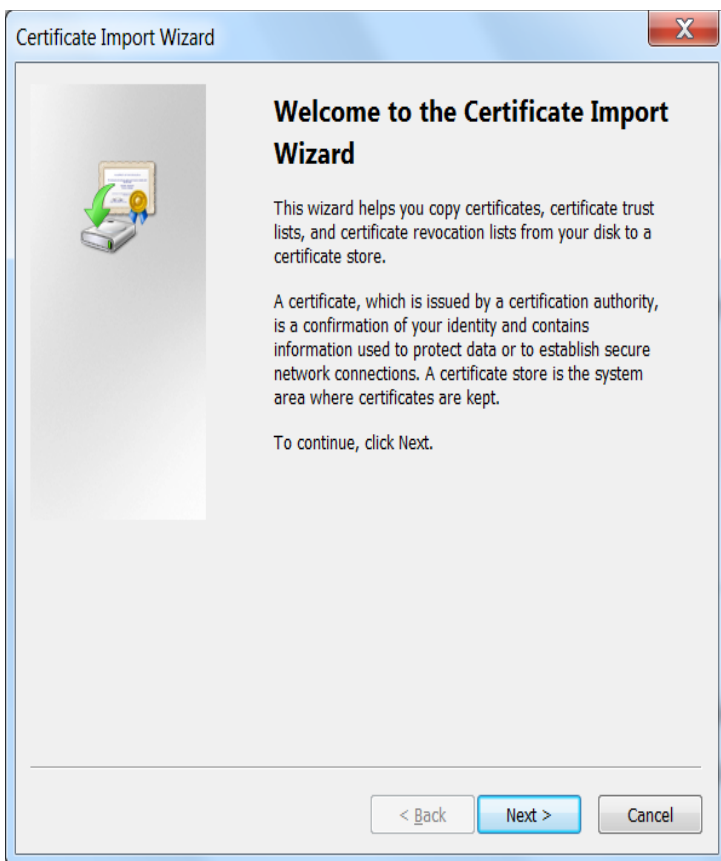 Certificate Import Wizard
X
Welcome to the Certificate Import
Wizard
This wizard helps you copy certificates, certificate trust
lists, and certificate revocation lists from your disk to a
certificate store.
A certificate, which is issued by a certification authority,
is a confirmation of your identity and contains
information used to protect data or to establish secure
network connections. A certificate store is the system
area where certificates are kept.
To continue, click Next.
< Back Next > Cancel